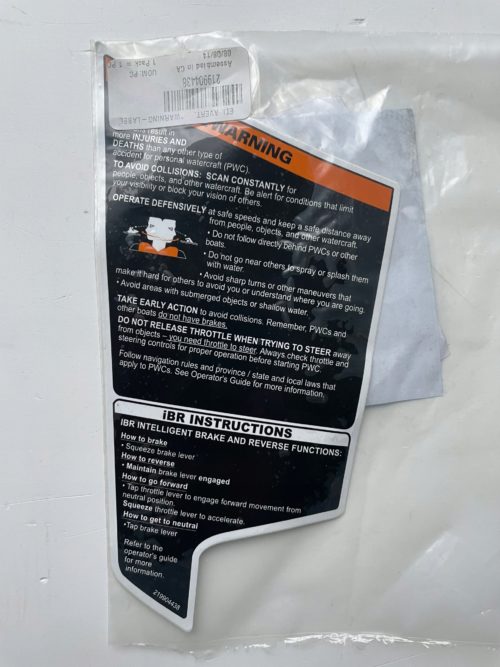 ETI AVERT. *WARNING-LABEL
219904436
UOM: PC
1 Pack = 1 PC
Assembled in CA
08/08/13
WARNING
result in
more INJURIES AND
DEATHS than any other type of
accident for personal watercraft (PWC).
TO AVOID COLLISIONS: SCAN CONSTANTLY for
people, objects, and other watercraft. Be alert for conditions that limit
your visibility or block your vision of others.
OPERATE DEFENSIVELY at safe speeds and keep a safe distance away
from people, objects, and other watercraft.
• Do not follow directly behind PWCs or other
boats.
• Do not go near others to spray or splash them
with water.
• Avoid sharp turns or other maneuvers that
make it hard for others to avoid you or understand where you are going.
• Avoid areas with submerged objects or shallow water.
TAKE EARLY ACTION to avoid collisions. Remember, PWCs and
other boats do not have brakes.
DO NOT RELEASE THROTTLE WHEN TRYING TO STEER away
from objects – you need throttle to steer. Always check throttle and
steering controls for proper operation before starting PWC.
Follow navigation rules and province / state and local laws that
apply to PWCs. See Operator's Guide for more information.
iBR INSTRUCTIONS
IBR INTELLIGENT BRAKE AND REVERSE FUNCTIONS:
How to brake
• Squeeze brake lever
How to reverse
• Maintain brake lever engaged
How to go forward
• Tap throttle lever to engage forward movement from
neutral position.
Squeeze throttle lever to accelerate.
How to get to neutral
•Tap brake lever
Refer to the
operator's guide
for more
information.
219904436